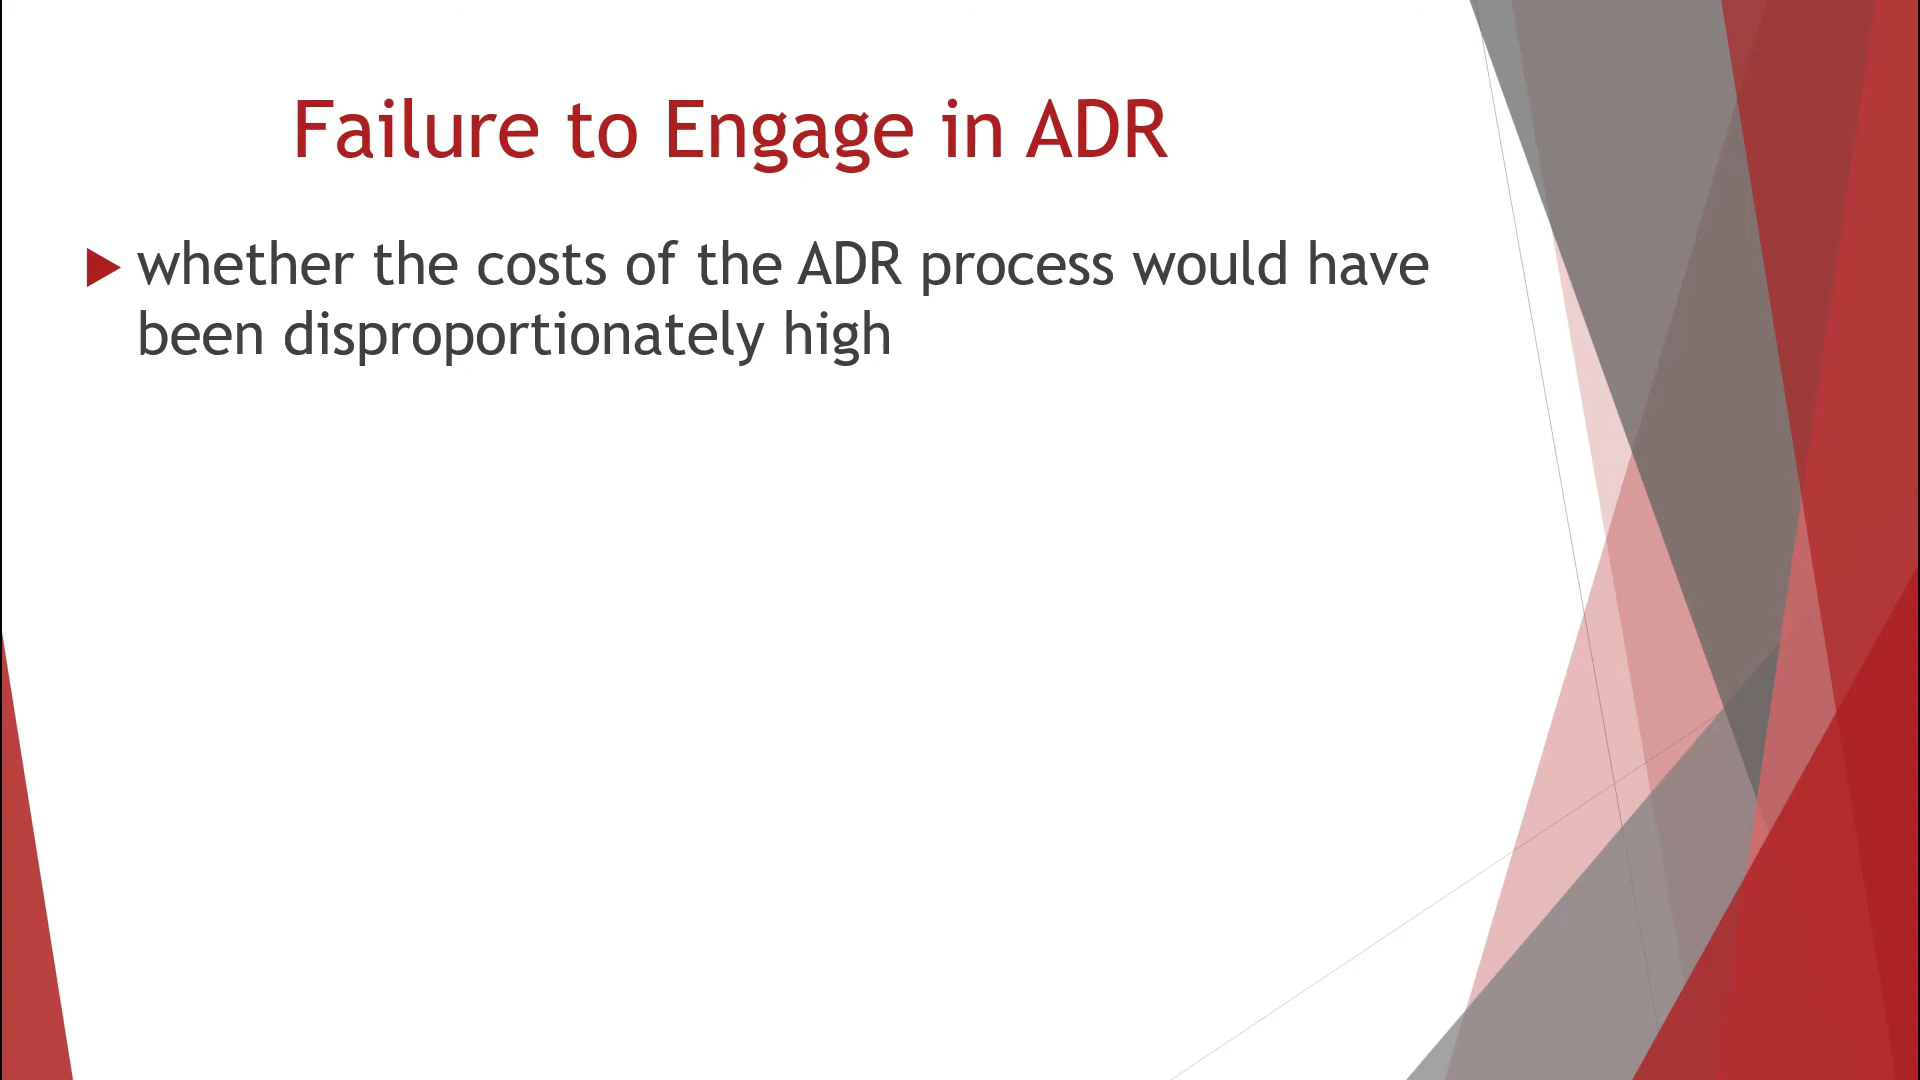 Failure to Engage in ADR
whether the costs of the ADR process would have
been disproportionately high